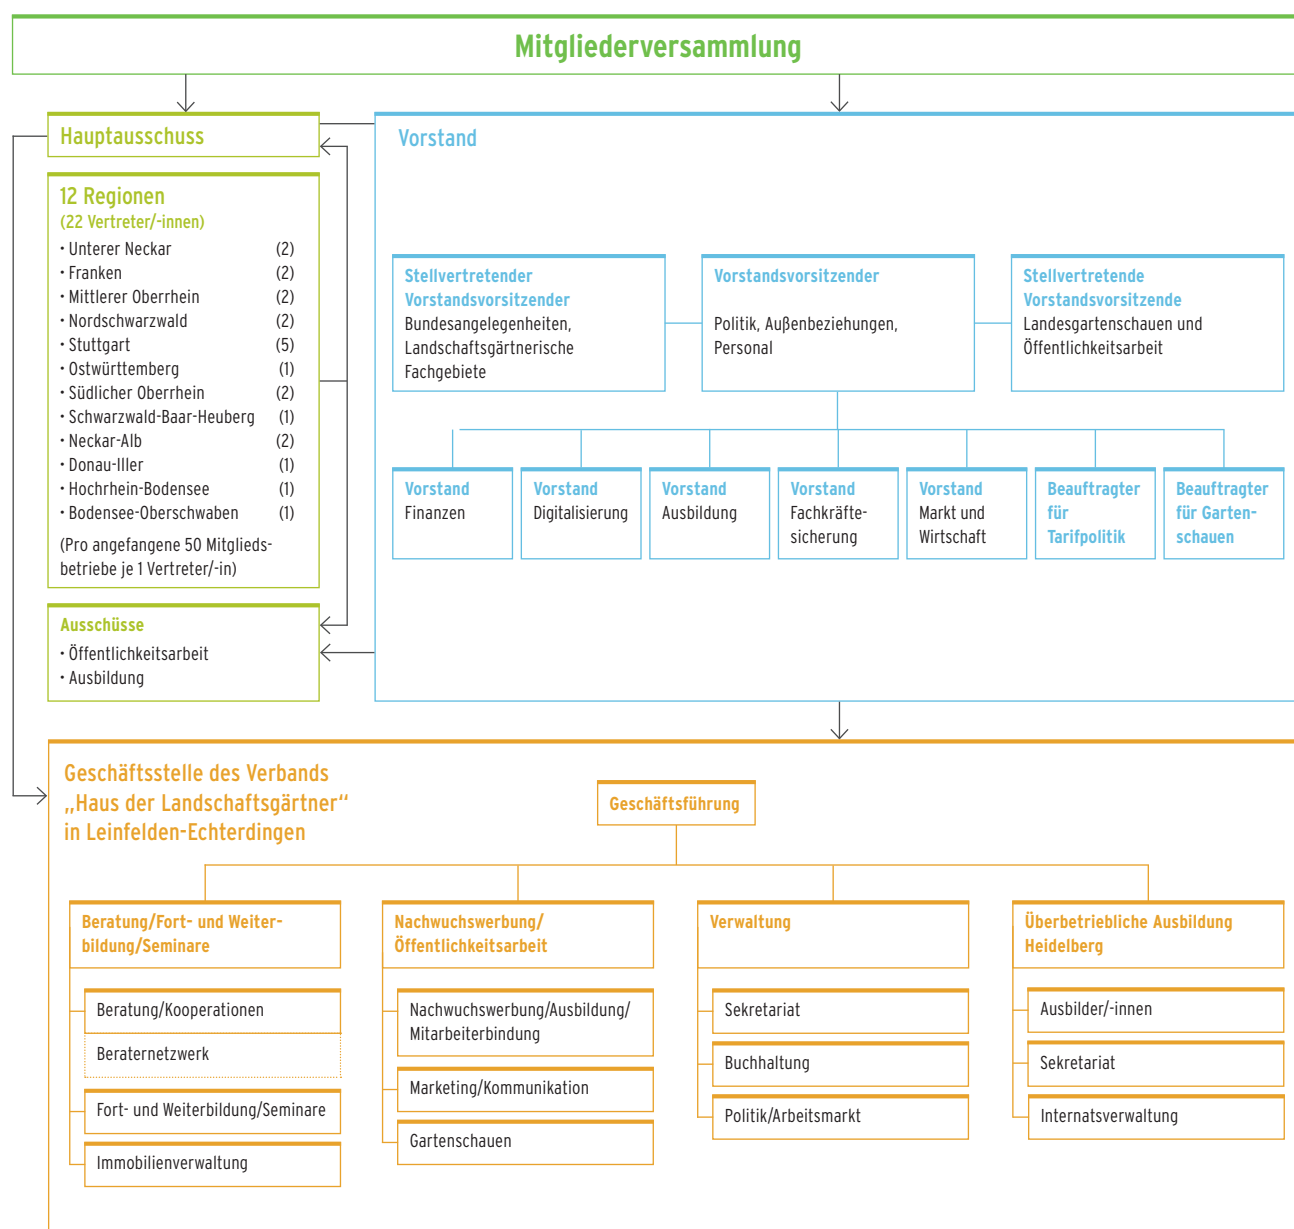 Mitgliederversammlung
Hauptausschuss
12 Regionen
(22 Vertreter/-innen)
• Unterer Neckar (2)
• Franken (2)
• Mittlerer Oberrhein (2)
• Nordschwarzwald (2)
• Stuttgart (5)
• Ostwürttemberg (1)
• Südlicher Oberrhein (2)
• Schwarzwald-Baar-Heuberg (1)
• Neckar-Alb (2)
• Donau-Iller (1)
• Hochrhein-Bodensee (1)
• Bodensee-Oberschwaben (1)
(Pro angefangene 50 Mitglieds-
betriebe je 1 Vertreter/-in)
Ausschüsse
• Öffentlichkeitsarbeit
• Ausbildung
Vorstand
Stellvertretender
Vorstandsvorsitzender
Bundesangelegenheiten,
Landschaftsgärtnerische
Fachgebiete
Vorstandsvorsitzender
Politik, Außenbeziehungen,
Personal
Stellvertretende
Vorstandsvorsitzende
Landesgartenschauen und
Öffentlichkeitsarbeit
Vorstand
Finanzen
Vorstand
Digitalisierung
Vorstand
Ausbildung
Vorstand
Fachkräfte-
sicherung
Vorstand
Markt und
Wirtschaft
Beauftragter
für
Tarifpolitik
Beauftragter
für Garten-
schauen
Geschäftsstelle des Verbands
„Haus der Landschaftsgärtner“
in Leinfelden-Echterdingen
Geschäftsführung
Beratung/Fort- und Weiter-
bildung/Seminare
Beratung/Kooperationen
Beraternetzwerk
Fort- und Weiterbildung/Seminare
Immobilienverwaltung
Nachwuchswerbung/
Öffentlichkeitsarbeit
Nachwuchswerbung/Ausbildung/
Mitarbeiterbindung
Marketing/Kommunikation
Gartenschauen
Verwaltung
Sekretariat
Buchhaltung
Politik/Arbeitsmarkt
Überbetriebliche Ausbildung
Heidelberg
Ausbilder/-innen
Sekretariat
Internatsverwaltung